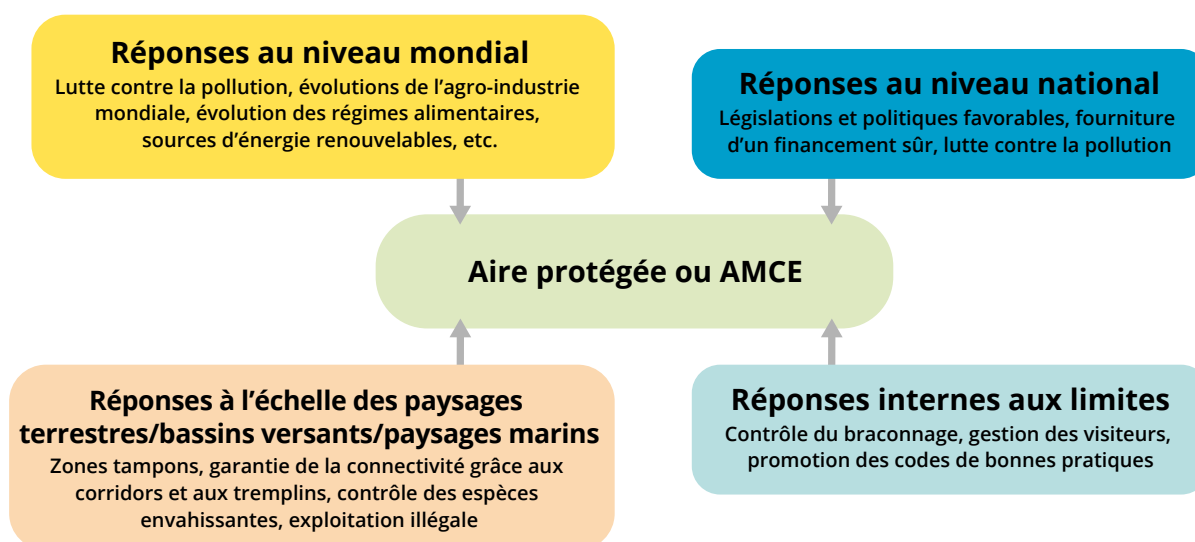 Réponses au niveau mondial
Lutte contre la pollution, évolutions de l’agro-industrie
mondiale, évolution des régimes alimentaires,
sources d’énergie renouvelables, etc.
Réponses au niveau national
Législations et politiques favorables, fourniture
d’un financement sûr, lutte contre la pollution
Aire protégée ou AMCE
Réponses à l’échelle des paysages
terrestres/bassins versants/paysages marins
Zones tampons, garantie de la connectivité grâce aux
corridors et aux tremplins, contrôle des espèces
envahissantes, exploitation illégale
Réponses internes aux limites
Contrôle du braconnage, gestion des visiteurs,
promotion des codes de bonnes pratiques